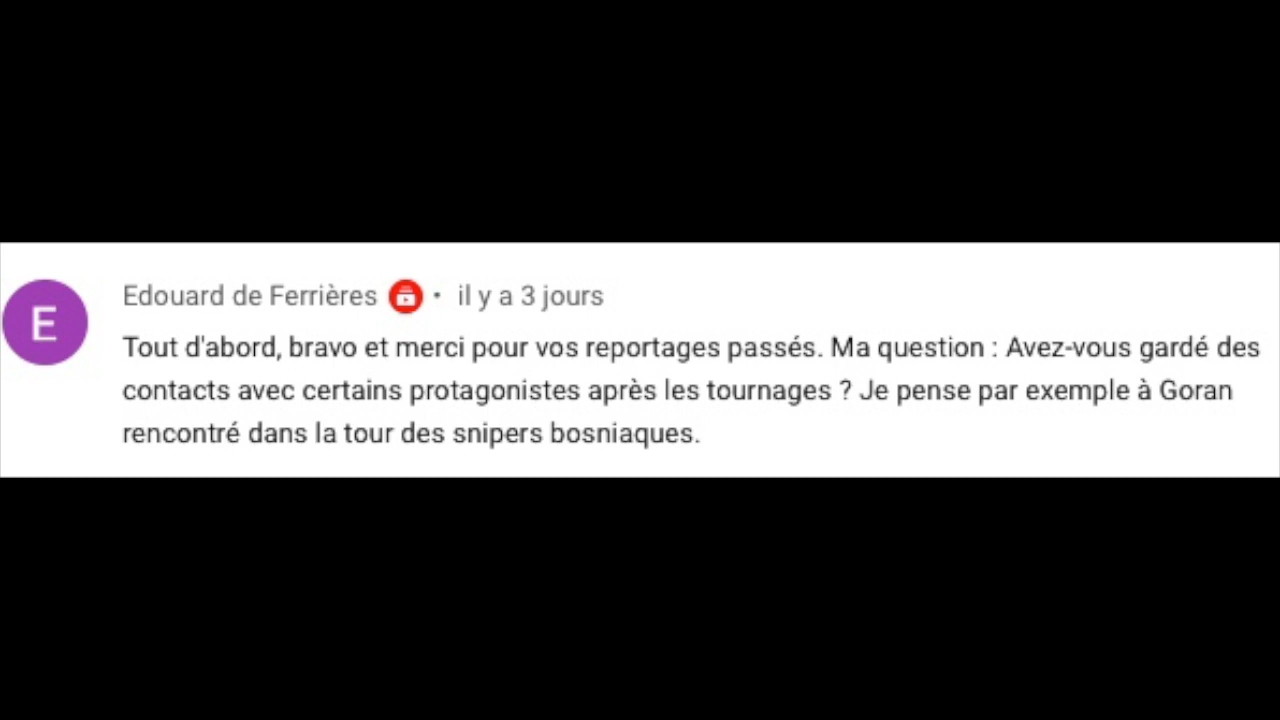 E
Edouard de Ferrières • il y a 3 jours
Tout d'abord, bravo et merci pour vos reportages passés. Ma question : Avez-vous gardé des
contacts avec certains protagonistes après les tournages ? Je pense par exemple à Goran
rencontré dans la tour des snipers bosniaques.